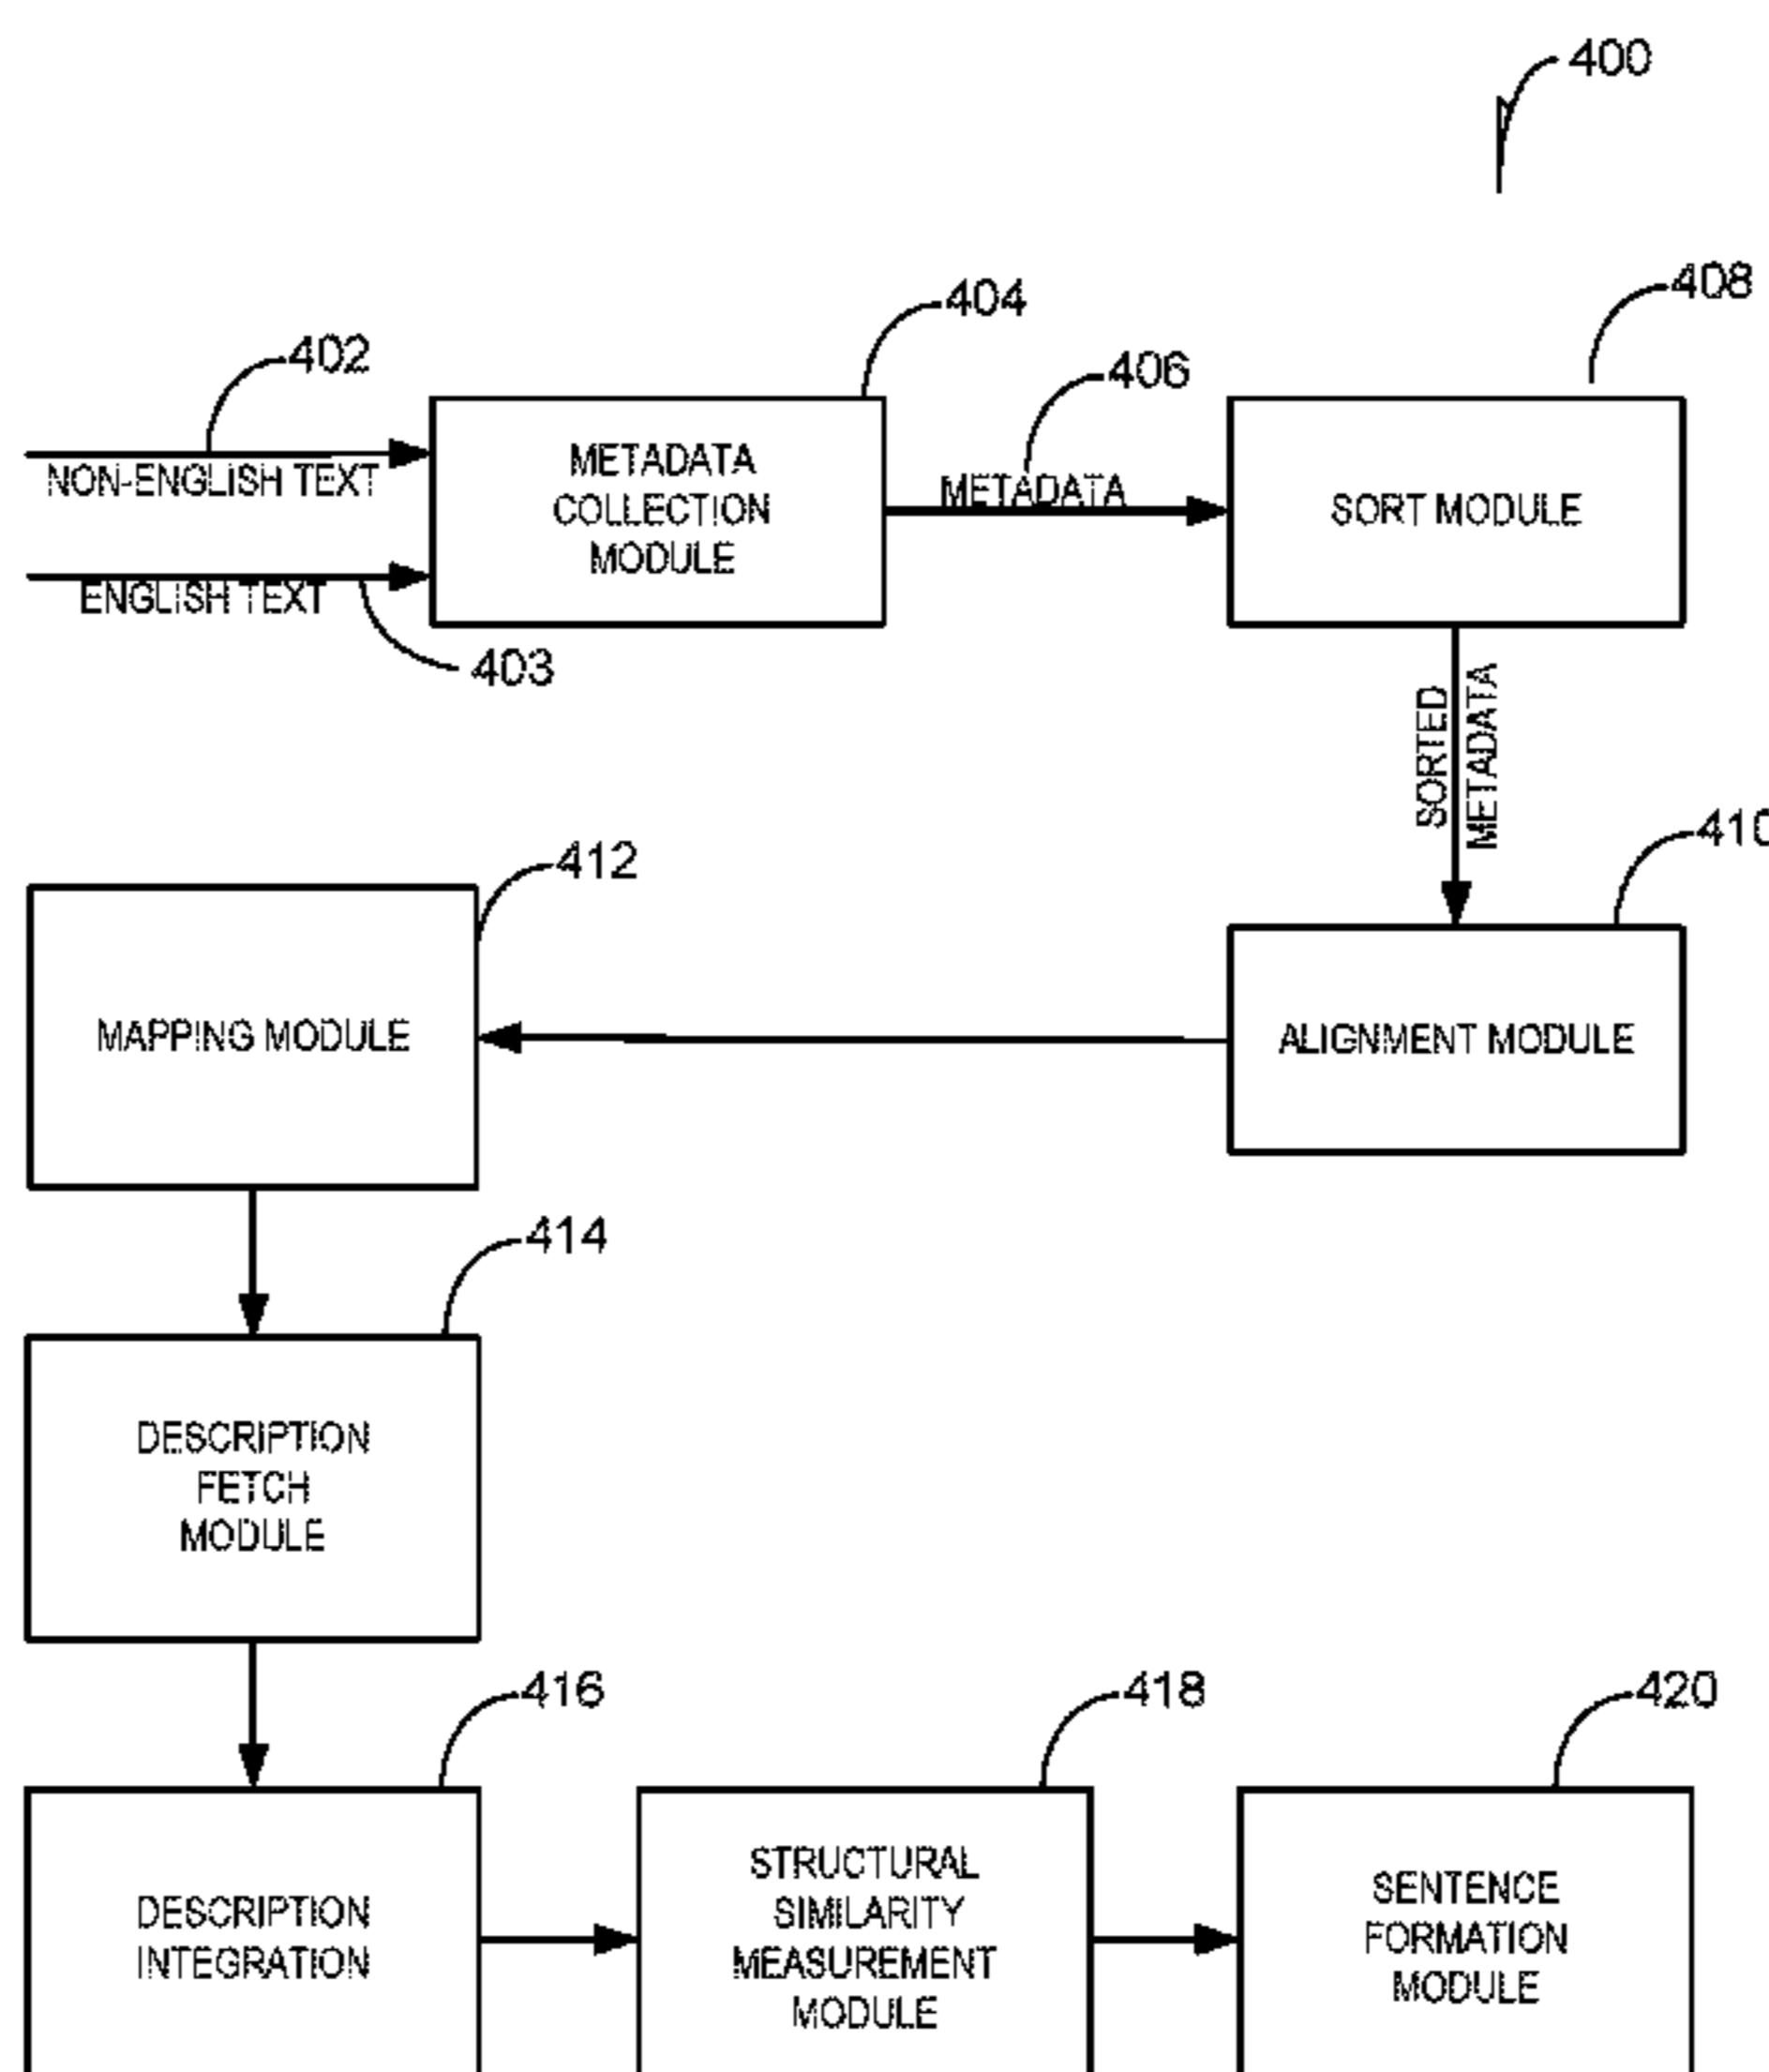 400
408
404
402
406
NON-ENGLISH TEXT
METADATA
COLLECTION
MODULE
METADATA
SORT MODULE
ENGLISH TEXT
403
SORTED
METADATA
410
412
MAPPING MODULE
ALIGNMENT MODULE
414
DESCRIPTION
FETCH
MODULE
416
418
420
DESCRIPTION
INTEGRATION
STRUCTURAL
SIMILARITY
MEASUREMENT
MODULE
SENTENCE
FORMATION
MODULE